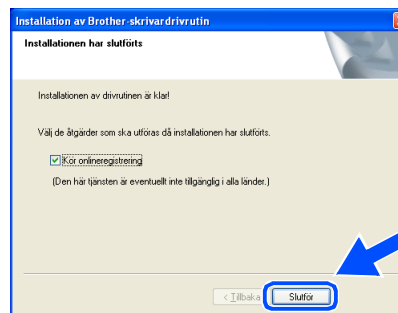 Installation av Brother-skrivardrivrutin
Installationen har slutförts
Installationen av drivrutinen är klar!
Välj de åtgärder som ska utföras då installationen har slutförts.
Kör onlineregistrering
(Den här tjänsten är eventuellt inte tillgänglig i alla länder.)
< Tillbaka
Slutför